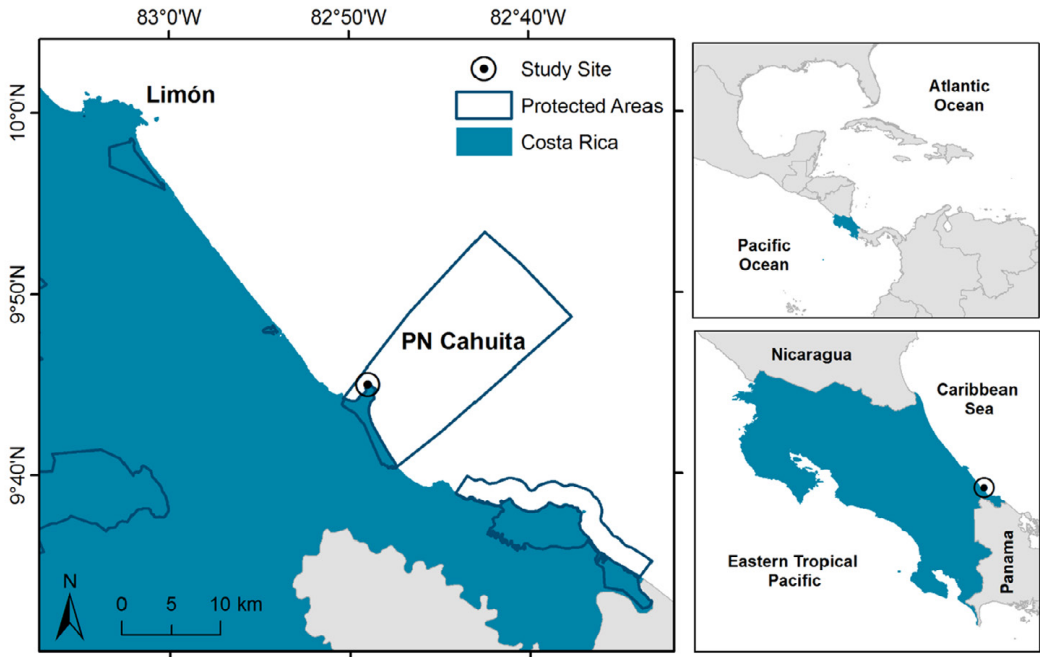 83°0'W
82°50'W
82°40'W
10°0'N
9°50'N
9°40'N
Limón
Study Site
Protected Areas
Costa Rica
PN Cahuita
N
0 5 10 km
Atlantic
Ocean
Pacific
Ocean
Nicaragua
Caribbean
Sea
Eastern Tropical
Pacific
Panama